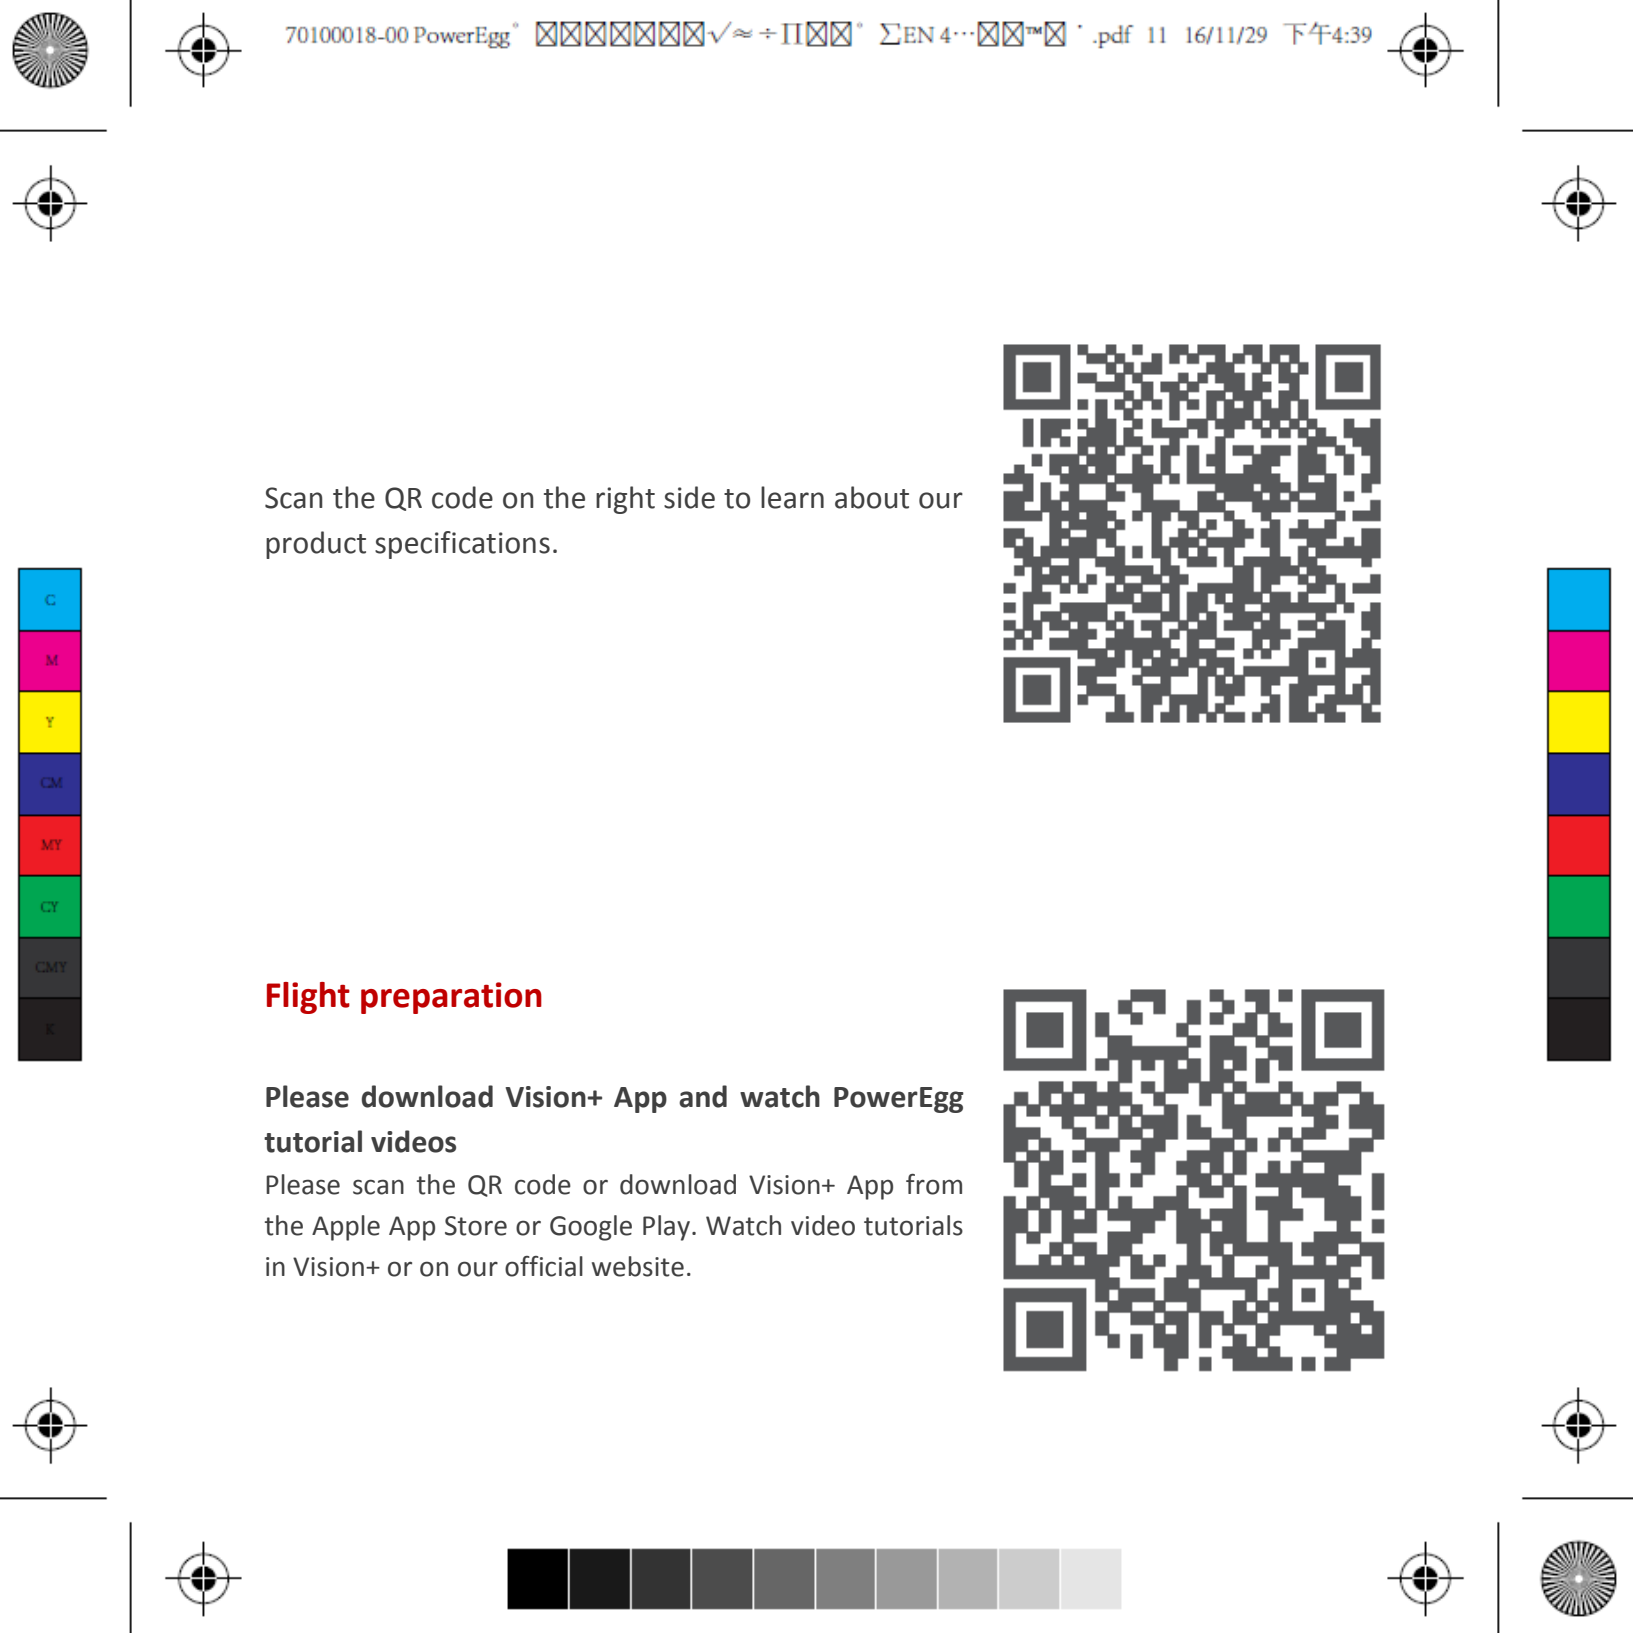 70100018-00 PowerEgg° √≈÷∏ ° ∑EN 4…™ ˙.pdf 11 16/11/29 下午4:39
Scan the QR code on the right side to learn about our
product specifications.
C
M
Y
CM
MY
CY
CMY
K
Flight preparation
Please download Vision+ App and watch PowerEgg
tutorial videos
Please scan the QR code or download Vision+ App from
the Apple App Store or Google Play. Watch video tutorials
in Vision+ or on our official website.